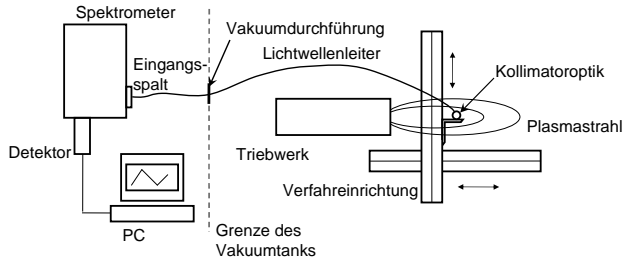 Spektrometer
Vakuumdurchführung
Eingangs-
spalt
Lichtwellenleiter
Kollimatoroptik
Plasmastrahl
Detektor
Triebwerk
Verfahreinrichtung
PC
Grenze des
Vakuumtanks